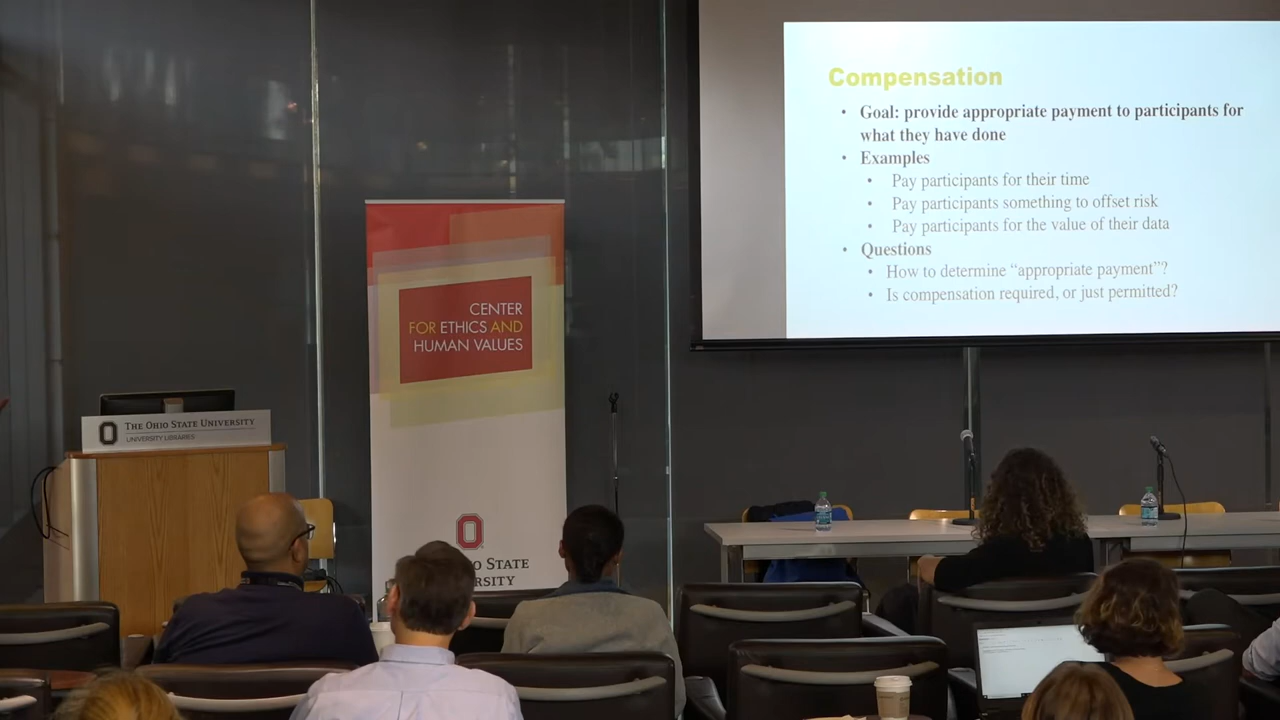 Compensation
• Goal: provide appropriate payment to participants for
what they have done
• Examples
• Pay participants for their time
• Pay participants something to offset risk
• Pay participants for the value of their data
• Questions
• How to determine “appropriate payment”?
• Is compensation required, or just permitted?
CENTER
FOR ETHICS AND
HUMAN VALUES
THE OHIO STATE UNIVERSITY
UNIVERSITY LIBRARIES
O STATE
RSITY